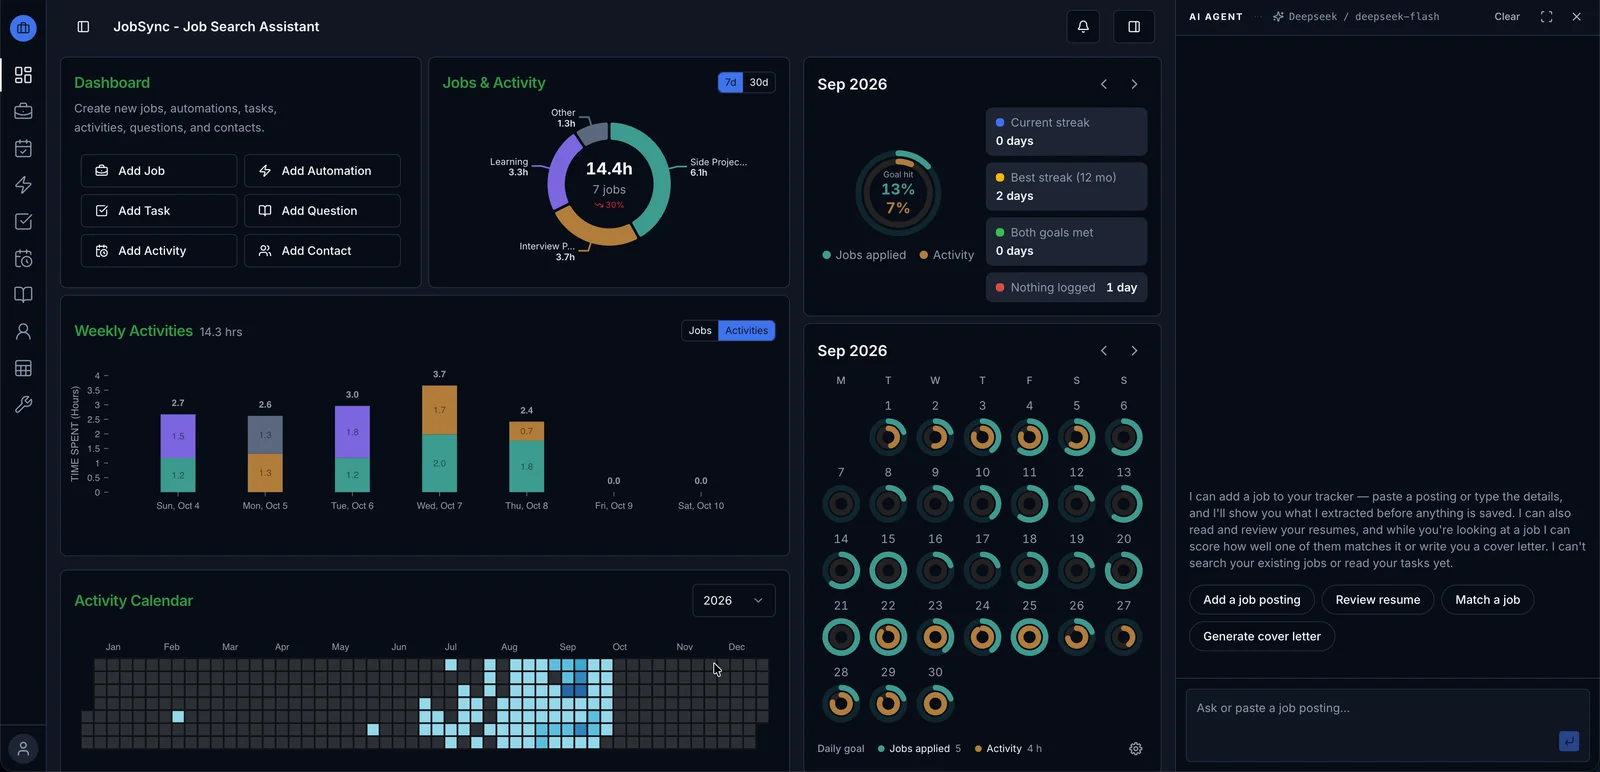 JobSync - Job Search Assistant
Dashboard
Create new jobs, automations, tasks,
activities, questions, and contacts.
Add Job
Add Automation
Add Task
Add Question
Add Activity
Add Contact
Jobs & Activity
7d
30d
Other
1.3h
Learning
3.3h
14.4h
7 jobs
30%
Side Projec...
6.1h
Interview P...
3.7h
Weekly Activities 14.3 hrs
Jobs
Activities
TIME SPENT (Hours)
4
3.5
3
2.5
2
1.5
1
0.5
0
2.7
1.5
1.2
2.6
1.3
1.3
3.0
1.8
1.2
3.7
1.7
2.0
2.4
0.7
1.8
0.0
0.0
Sun, Oct 4
Mon, Oct 5
Tue, Oct 6
Wed, Oct 7
Thu, Oct 8
Fri, Oct 9
Sat, Oct 10
Activity Calendar
2026
Jan Feb Mar Apr May Jun Jul Aug Sep Oct Nov Dec
Sep 2026
Goal hit
13%
7%
Jobs applied
Activity
Current streak
0 days
Best streak (12 mo)
2 days
Both goals met
0 days
Nothing logged 1 day
Sep 2026
M T W T F S S
1 2 3 4 5 6
7 8 9 10 11 12 13
14 15 16 17 18 19 20
21 22 23 24 25 26 27
28 29 30
Daily goal Jobs applied 5 Activity 4 h
AI AGENT
Deepseek / deepseek-flash
Clear
I can add a job to your tracker — paste a posting or type the details,
and I'll show you what I extracted before anything is saved. I can also
read and review your resumes, and while you're looking at a job I can
score how well one of them matches it or write you a cover letter. I can't
search your existing jobs or read your tasks yet.
Add a job posting
Review resume
Match a job
Generate cover letter
Ask or paste a job posting...